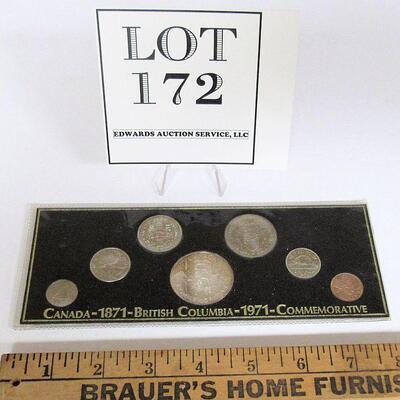 LOT
172
EDWARDS AUCTION SERVICE, LLC
CANADA-1871-BRITISH COLUMBIA-1971-COMMEMORATIVE
1 2 3 4 5 6 7 8
BRAUER'S HOME FURNIS